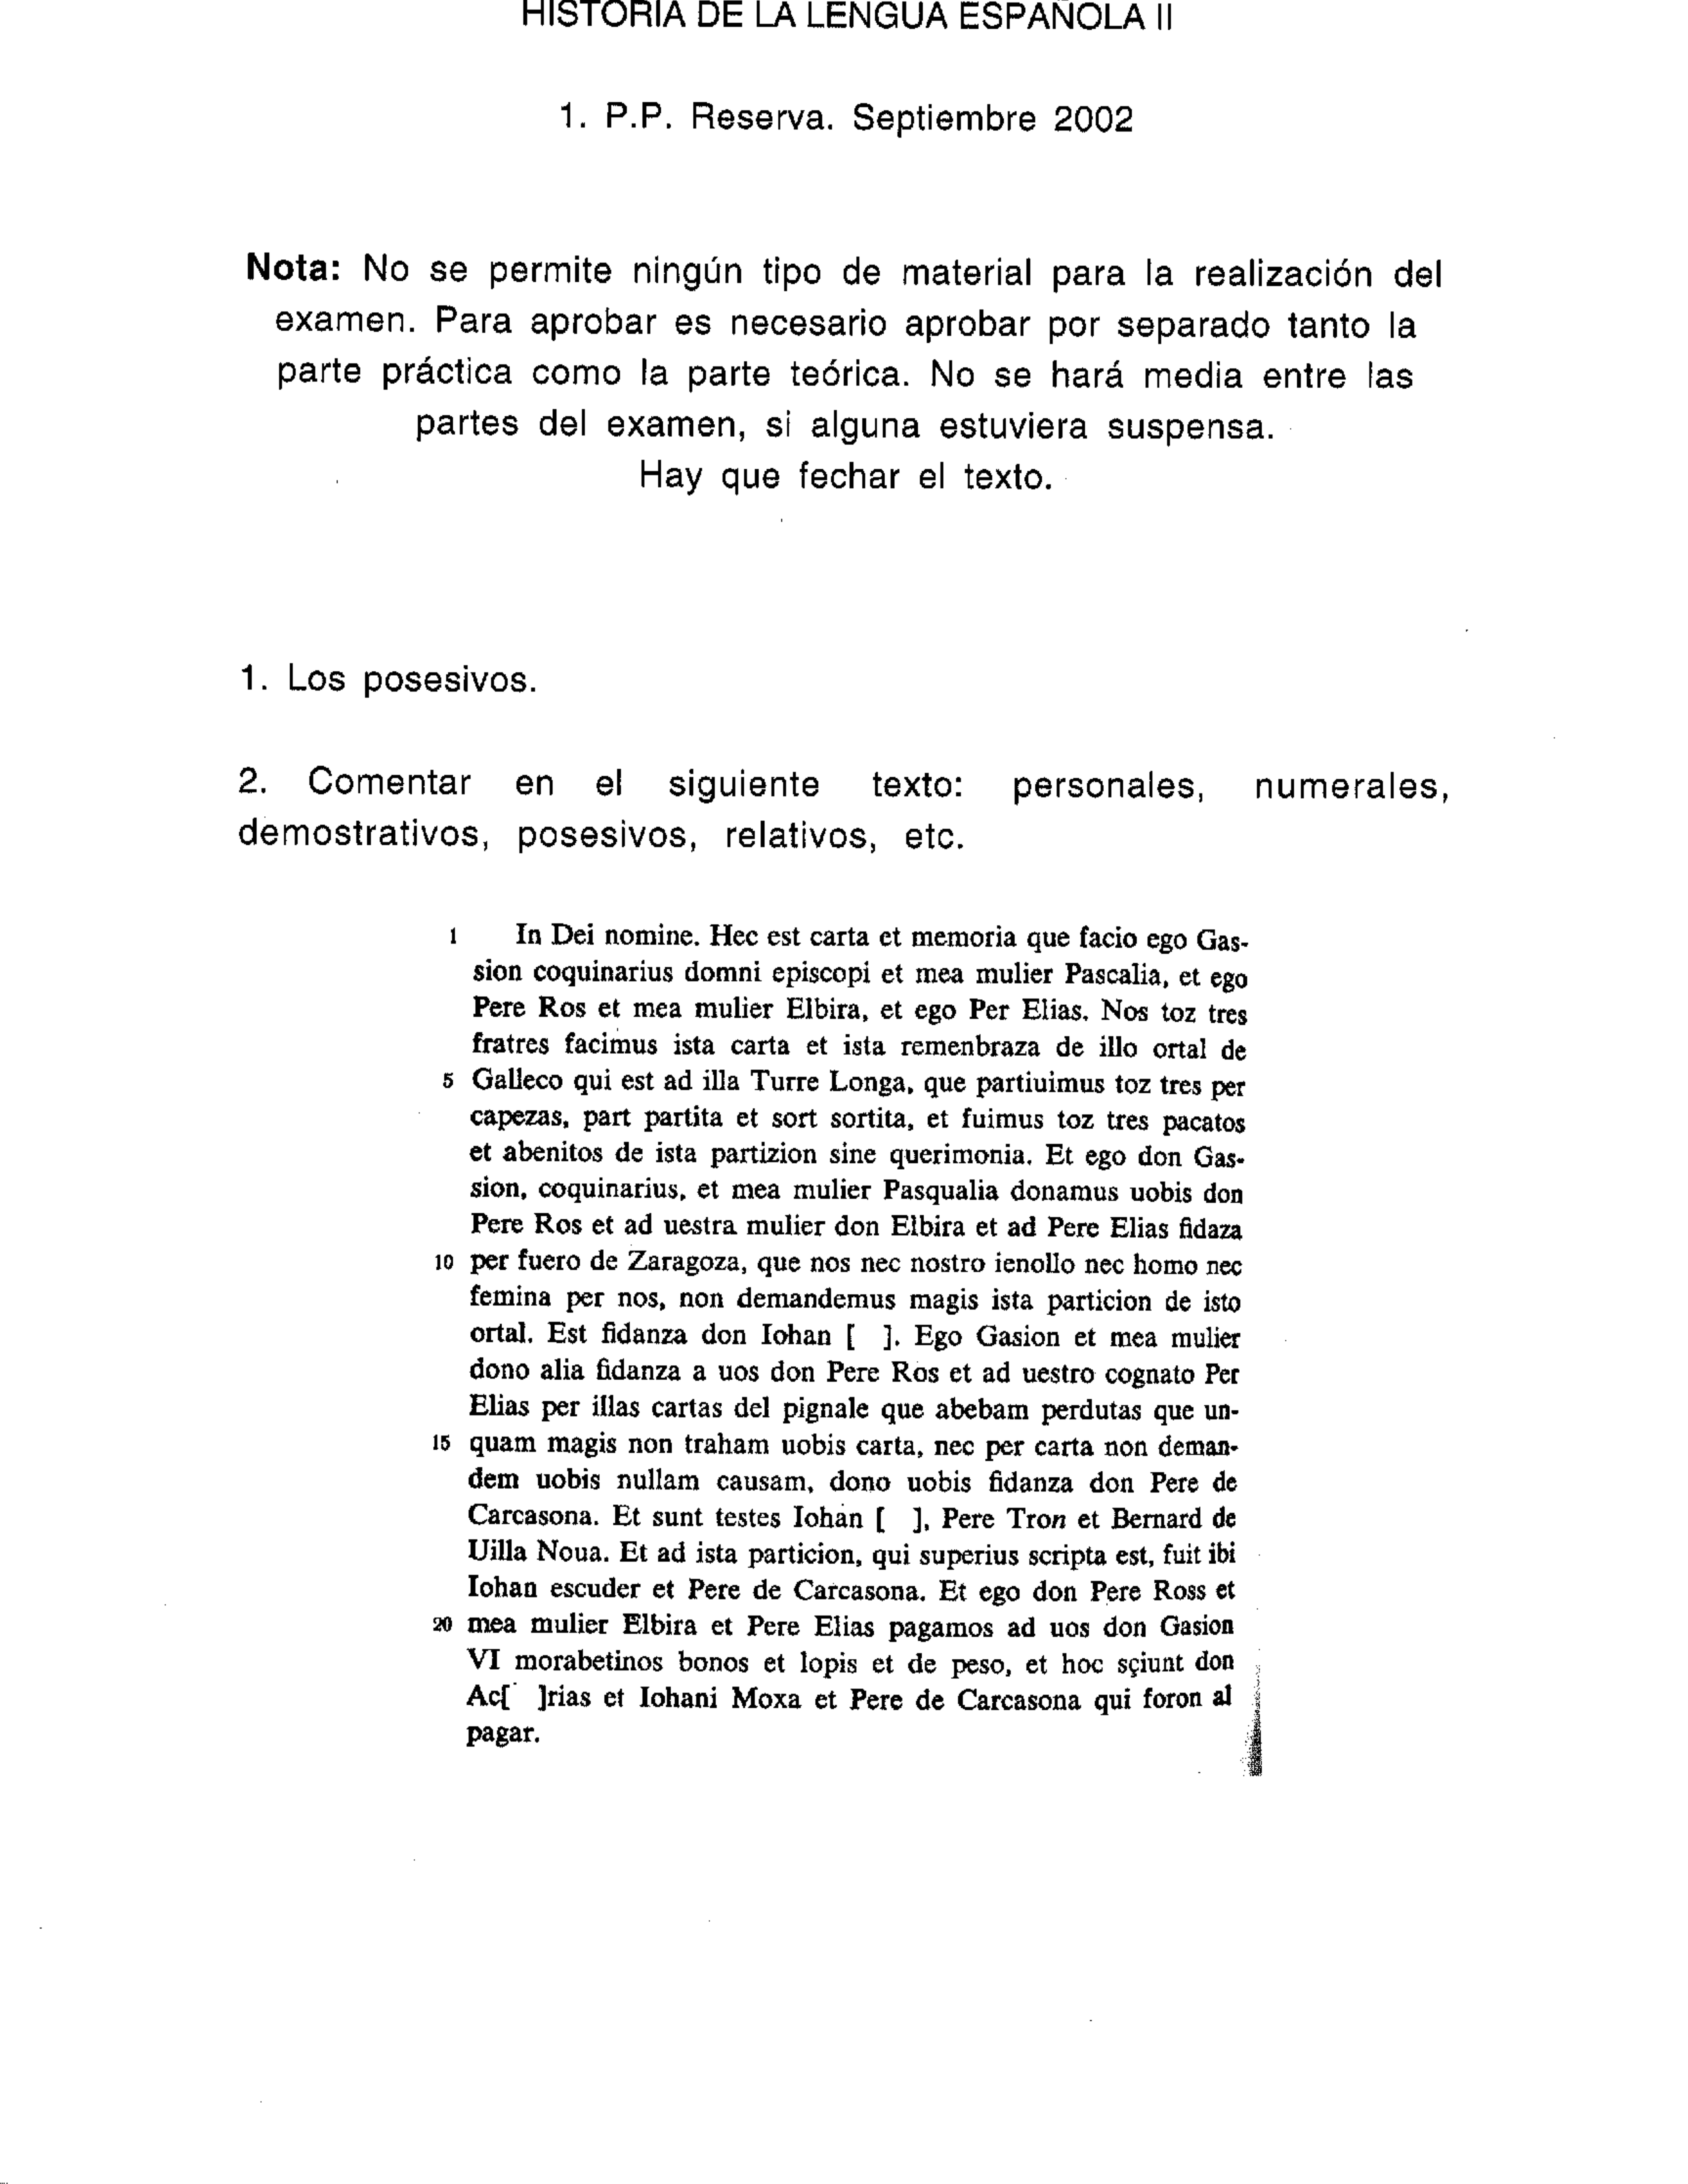 HISTORIA DE LA LENGUA ESPAÑOLA II
1. P.P. Reserva. Septiembre 2002
Nota: No se permite ningún tipo de material para la realización del
examen. Para aprobar es necesario aprobar por separado tanto la
parte práctica como la parte teórica. No se hará media entre las
partes del examen, si alguna estuviera suspensa.
Hay que fechar el texto.
1. Los posesivos.
2. Comentar en el siguiente texto: personales, numerales,
demostrativos, posesivos, relativos, etc.
1 In Dei nomine. Hec est carta et memoria que facio ego Gas-
sion coquinarius domni episcopi et mea mulier Pascalia, et ego
Pere Ros et mea mulier Elbira, et ego Per Elias. Nos toz tres
fratres facimus ista carta et ista remenbraza de illo ortal de
5 Galleco qui est ad illa Turre Longa, que partiuimus toz tres per
capezas, part partita et sort sortita, et fuimus toz tres pacatos
et abenitos de ista partizion sine querimonia. Et ego don Gas-
sion, coquinarius, et mea mulier Pasqualia donamus uobis don
Pere Ros et ad uestra mulier don Elbira et ad Pere Elias fidaza
10 per fuero de Zaragoza, que nos nec nostro ienollo nec homo nec
femina per nos, non demandemus magis ista particion de isto
ortal. Est fidanza don Iohan [ ]. Ego Gasion et mea mulier
dono alia fidanza a uos don Pere Ros et ad uestro cognato Per
Elias per illas cartas del pignale que abebam perdutas que un-
15 quam magis non traham uobis carta, nec per carta non deman-
dem uobis nullam causam, dono uobis fidanza don Pere de
Carcasona. Et sunt testes Iohan [ ], Pere Tron et Bernard de
Uilla Noua. Et ad ista particion, qui superius scripta est, fuit ibi
Iohan escuder et Pere de Carcasona. Et ego don Pere Ross et
20 mea mulier Elbira et Pere Elias pagamos ad uos don Gasion
VI morabetinos bonos et lopis et de peso, et hoc sçiunt don
Ac[ ]rias et Iohani Moxa et Pere de Carcasona qui foron al
pagar.